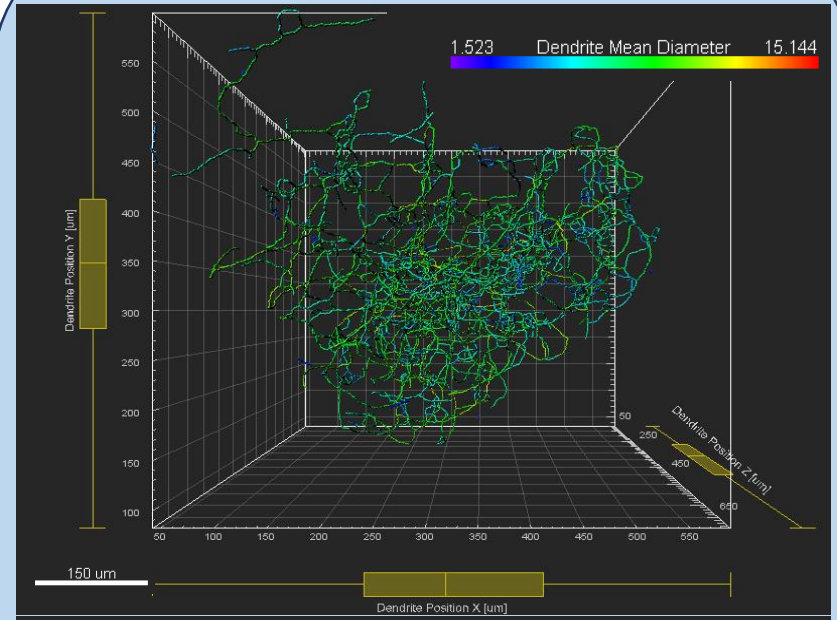 1.523 Dendrite Mean Diameter 15.144
550
500
450
400
350
300
250
200
150
100
Dendrite Position Y [um]
50
250
450
650
Dendrite Position Z [um]
50 100 150 200 250 300 350 400 450 500 550
150 um
Dendrite Position X [um]